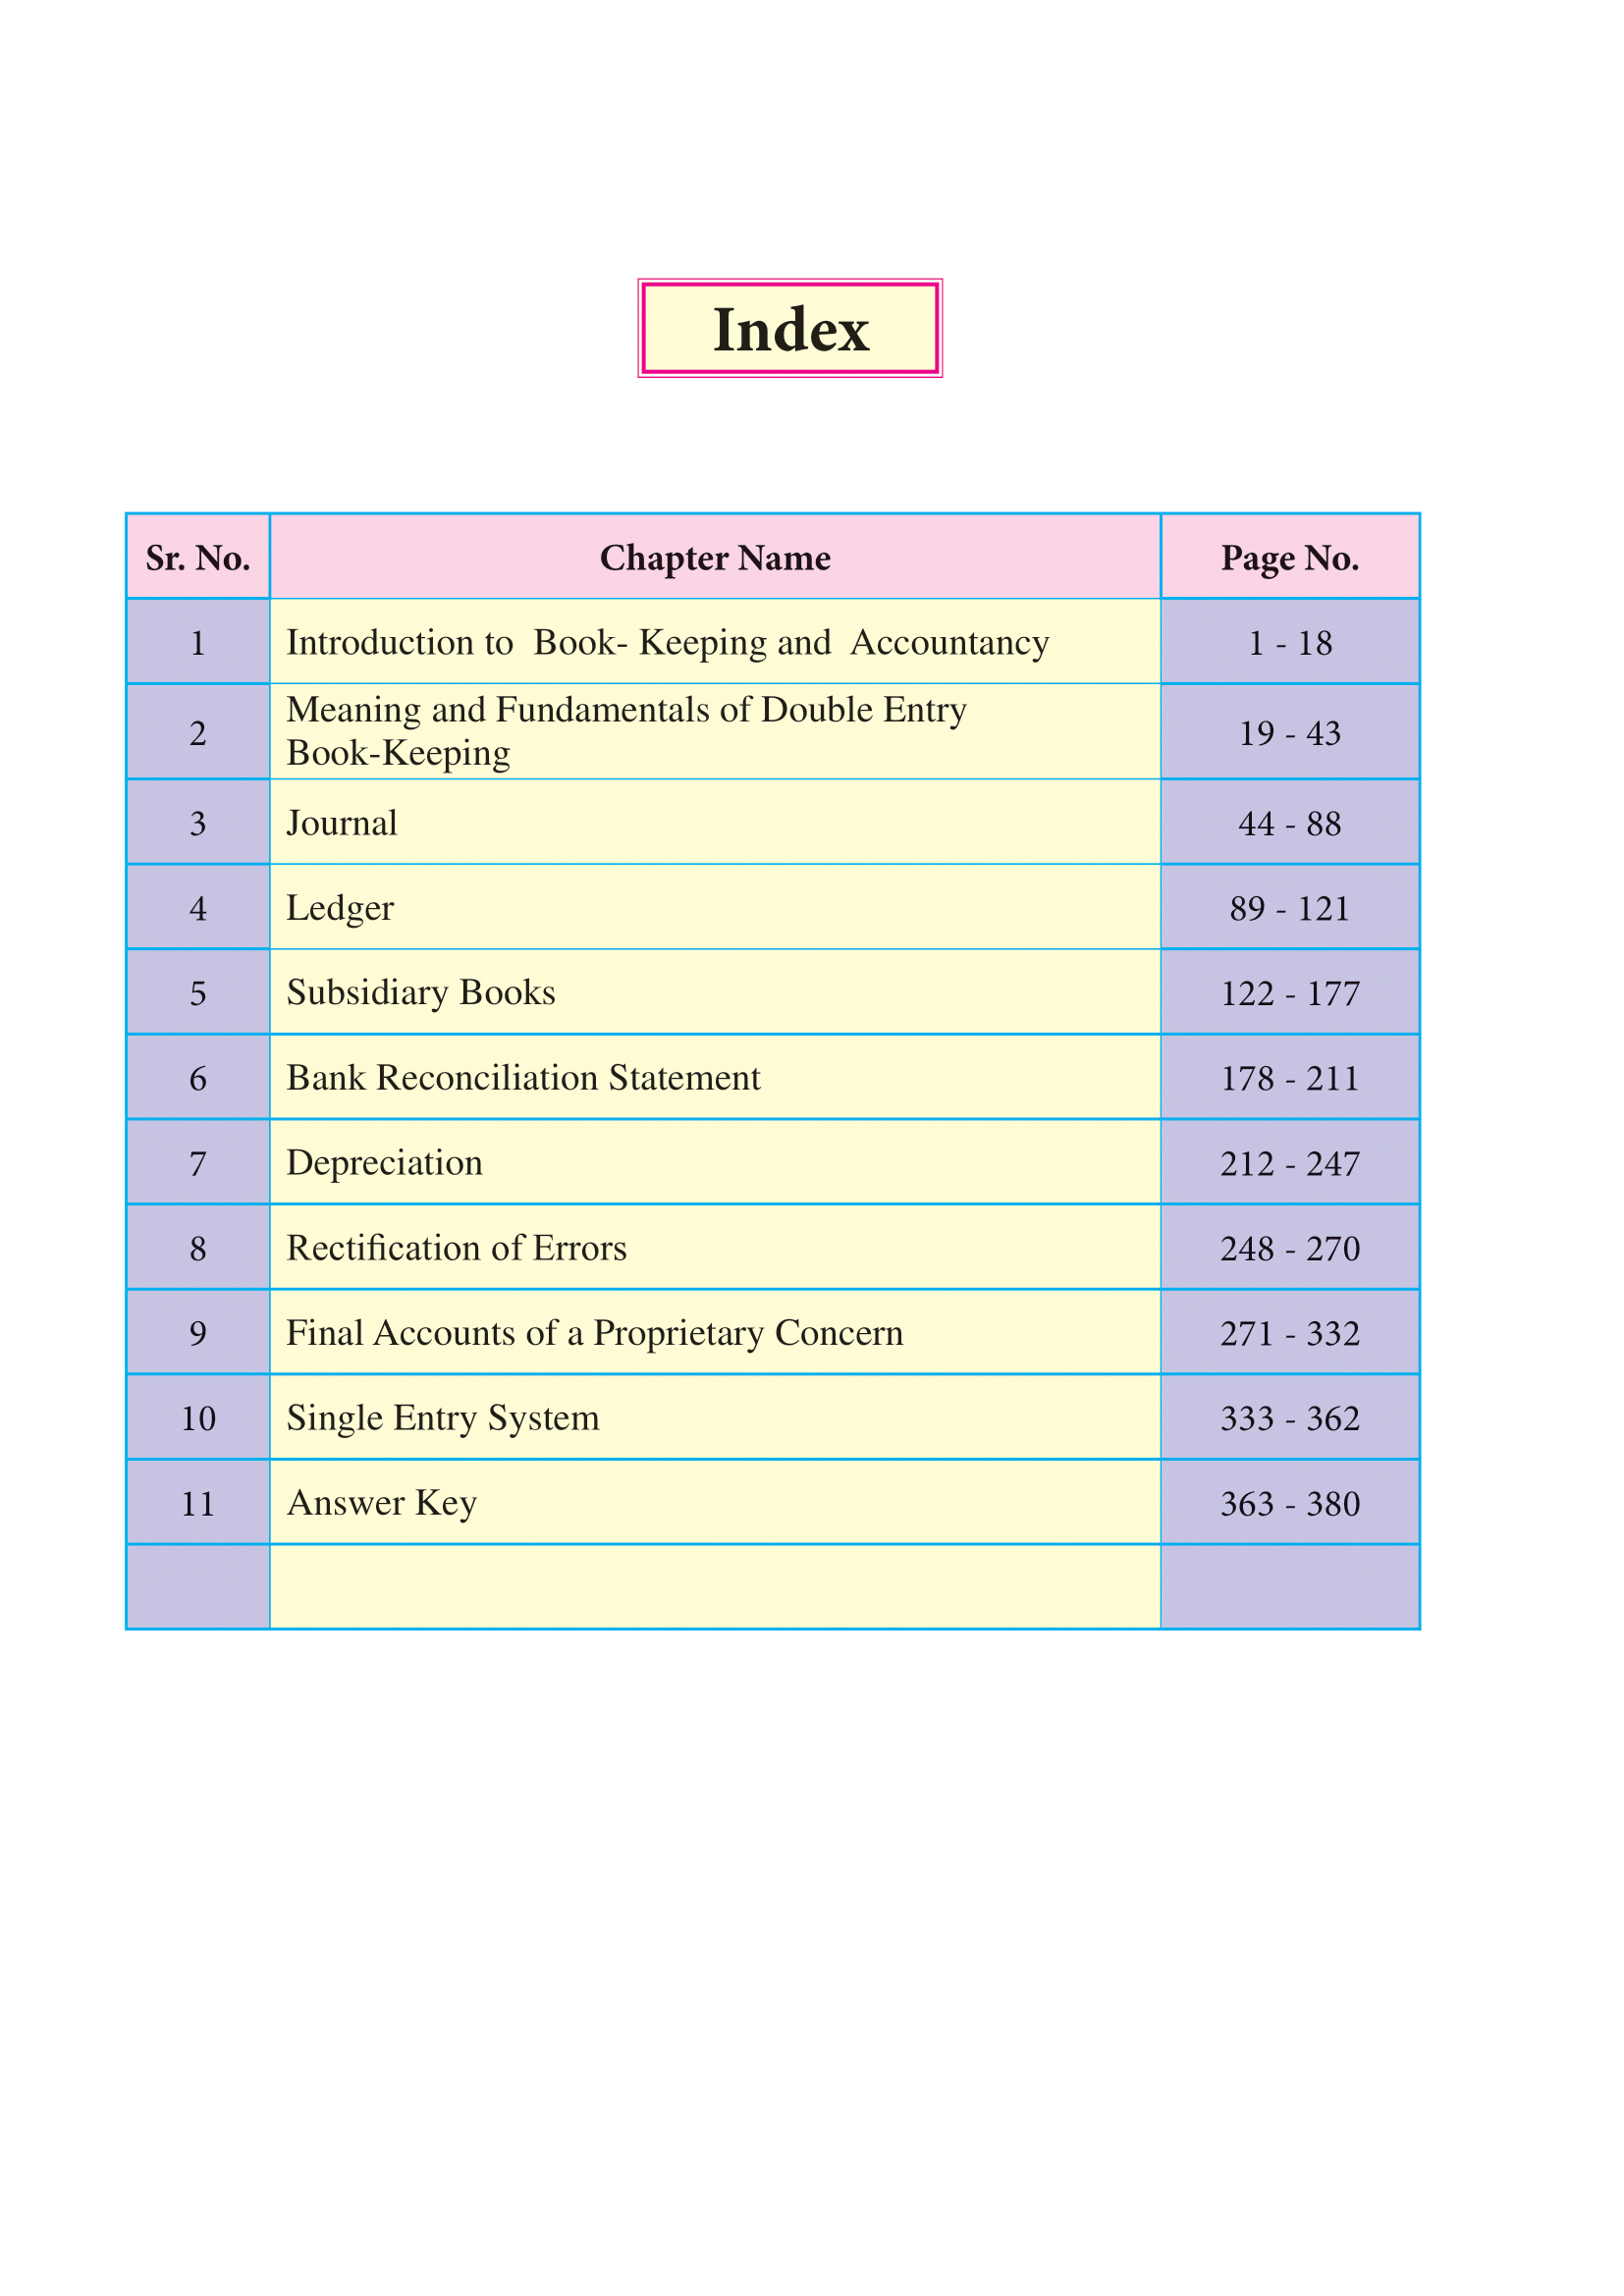 Index
Sr. No. Chapter Name Page No.
1 Introduction to Book- Keeping and Accountancy 1 - 18
2 Meaning and Fundamentals of Double Entry
Book-Keeping 19 - 43
3 Journal 44 - 88
4 Ledger 89 - 121
5 Subsidiary Books 122 - 177
6 Bank Reconciliation Statement 178 - 211
7 Depreciation 212 - 247
8 Rectification of Errors 248 - 270
9 Final Accounts of a Proprietary Concern 271 - 332
10 Single Entry System 333 - 362
11 Answer Key 363 - 380